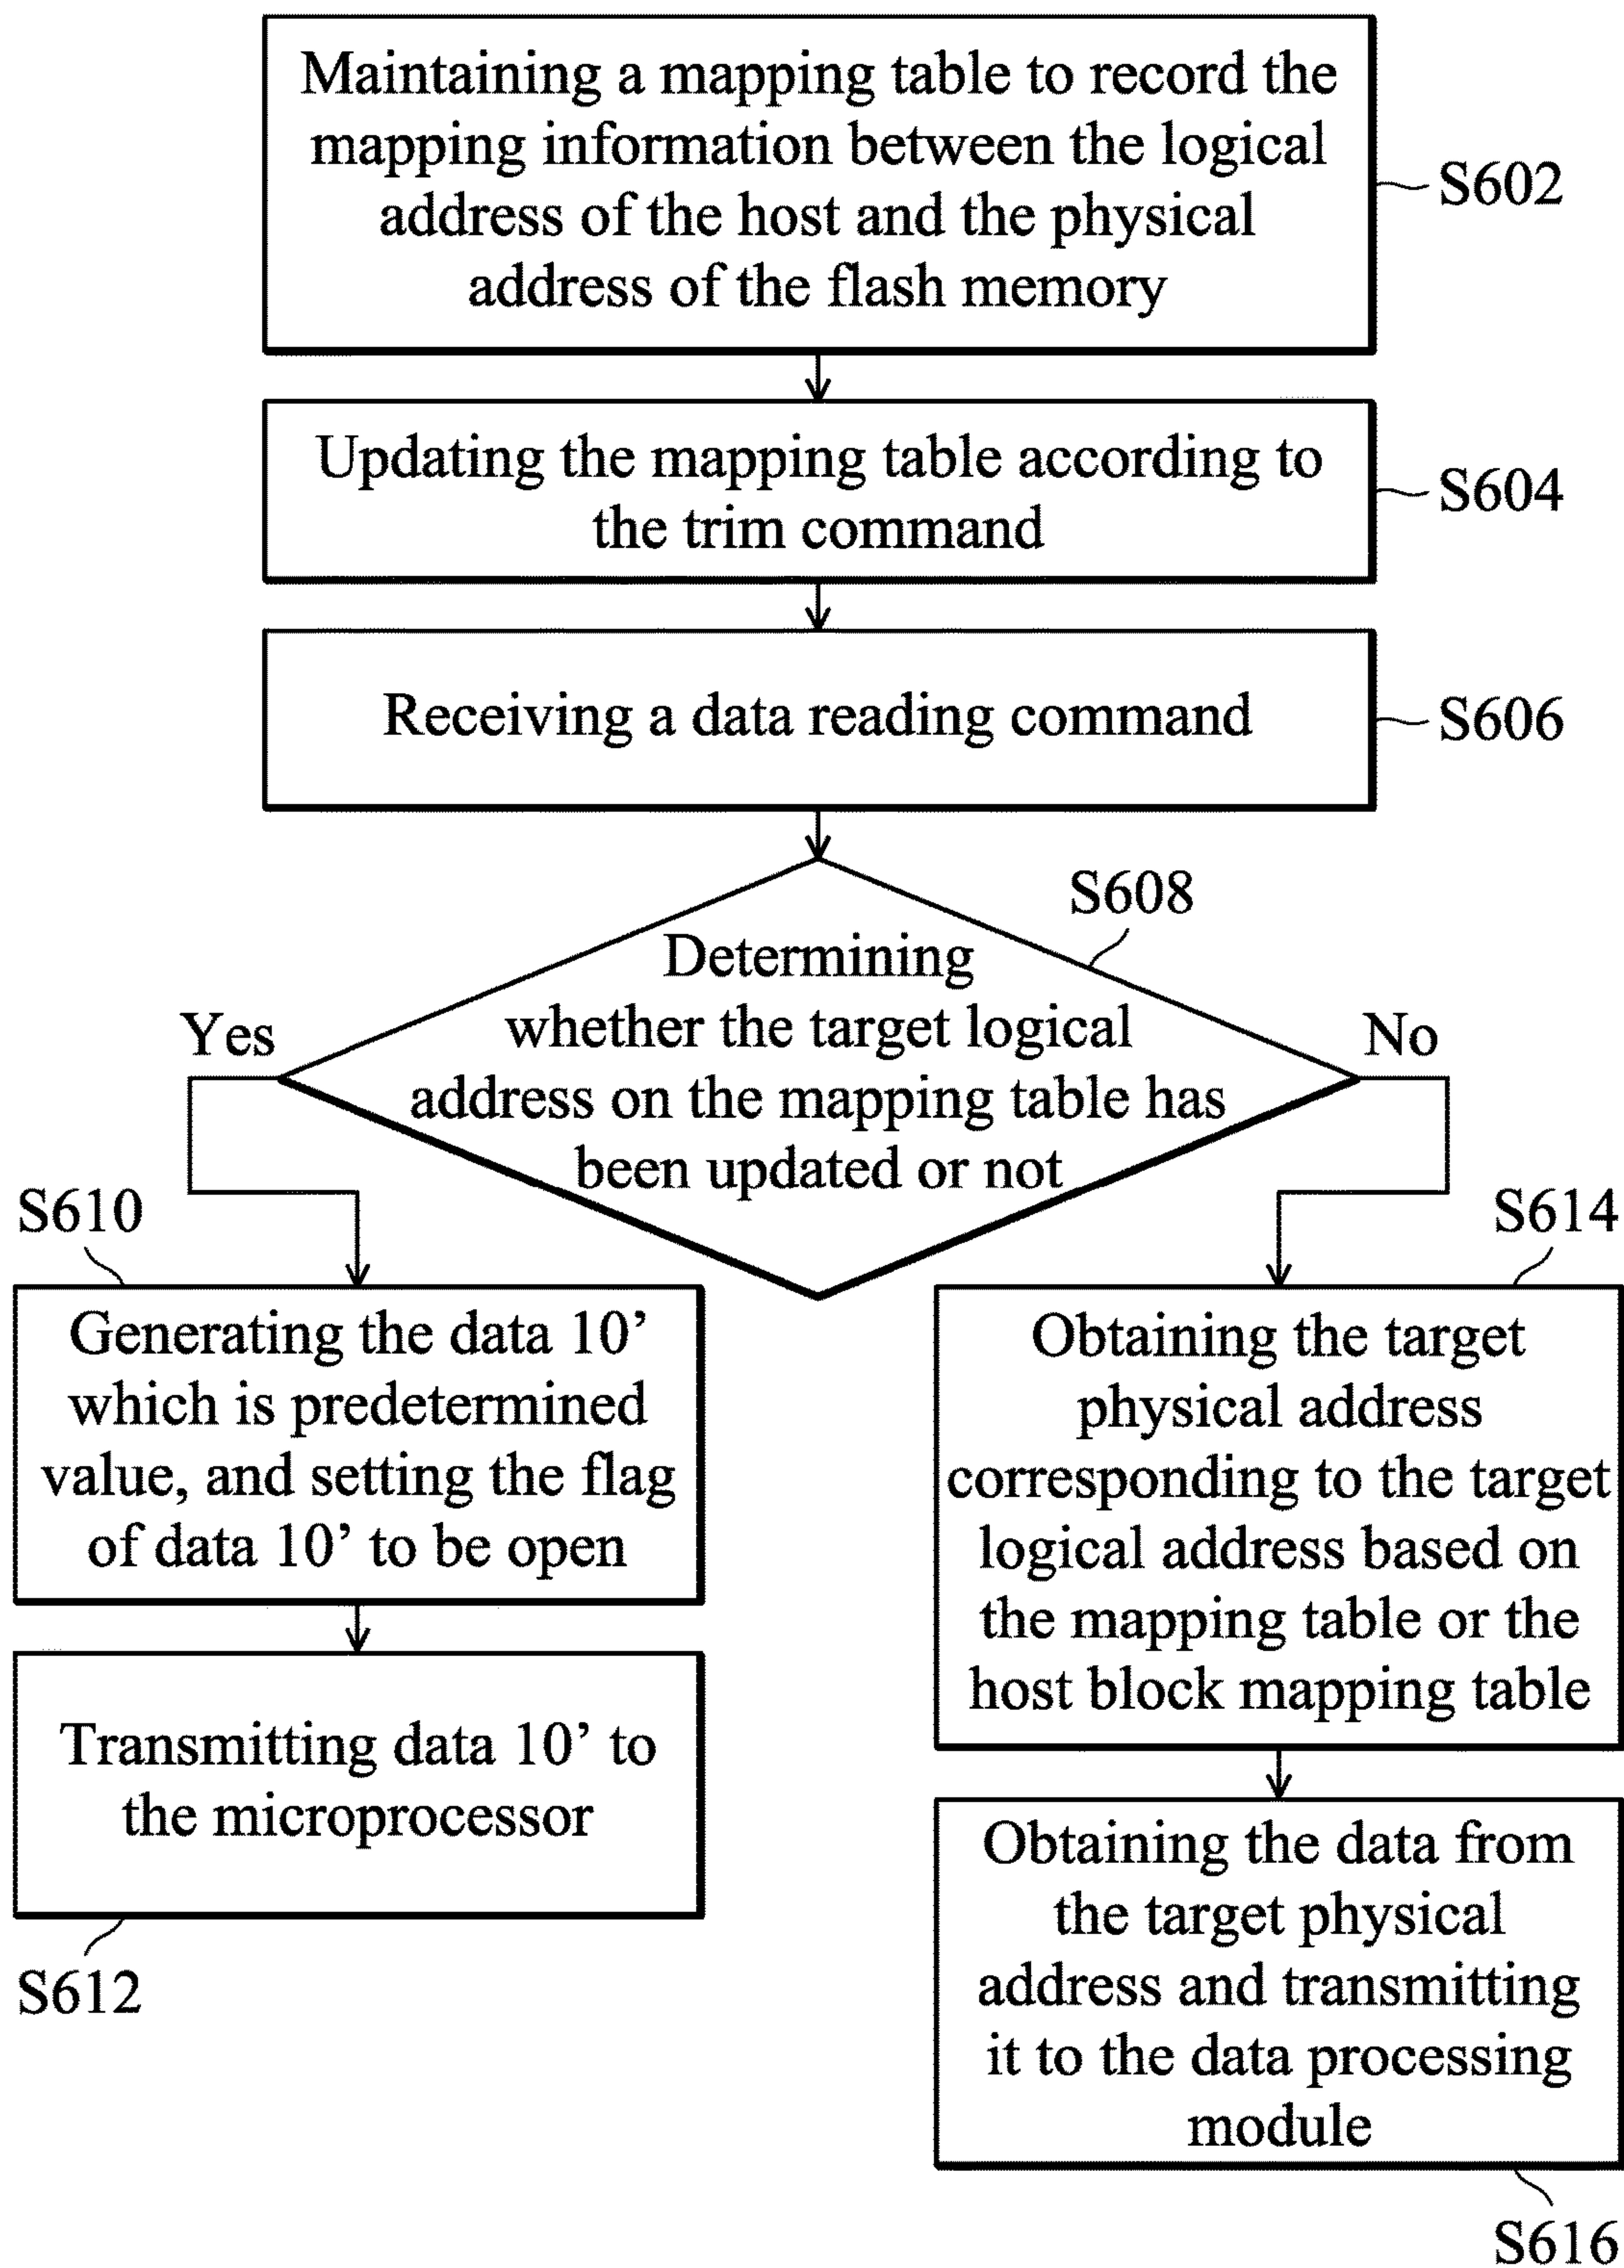 Maintaining a mapping table to record the
mapping information between the logical
address of the host and the physical
address of the flash memory
S602
Updating the mapping table according to
the trim command
S604
Receiving a data reading command
S606
S608
Determining
whether the target logical
address on the mapping table has
been updated or not
Yes
No
S610
Generating the data 10’
which is predetermined
value, and setting the flag
of data 10’ to be open
Transmitting data 10’ to
the microprocessor
S612
S614
Obtaining the target
physical address
corresponding to the target
logical address based on
the mapping table or the
host block mapping table
Obtaining the data from
the target physical
address and transmitting
it to the data processing
module
S616